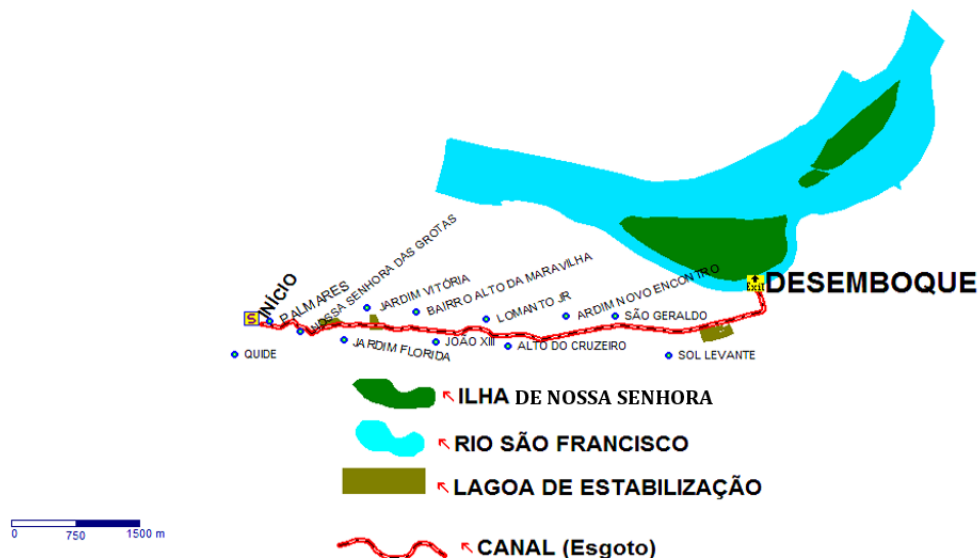 S
INÍCIO
PALMARES
NOSSA SENHORA DAS GROTAS
JARDIM VITÓRIA
BAIRRO ALTO DA MARAVILHA
LOMANTO JR
ARDIM NOVO ENCONTRO
SÃO GERALDO
Exit
DESEMBOQUE
QUIDE
JARDIM FLORIDA
JOÃO XIII
ALTO DO CRUZEIRO
SOL LEVANTE
ILHA DE NOSSA SENHORA
RIO SÃO FRANCISCO
LAGOA DE ESTABILIZAÇÃO
CANAL (Esgoto)
0 750 1500 m